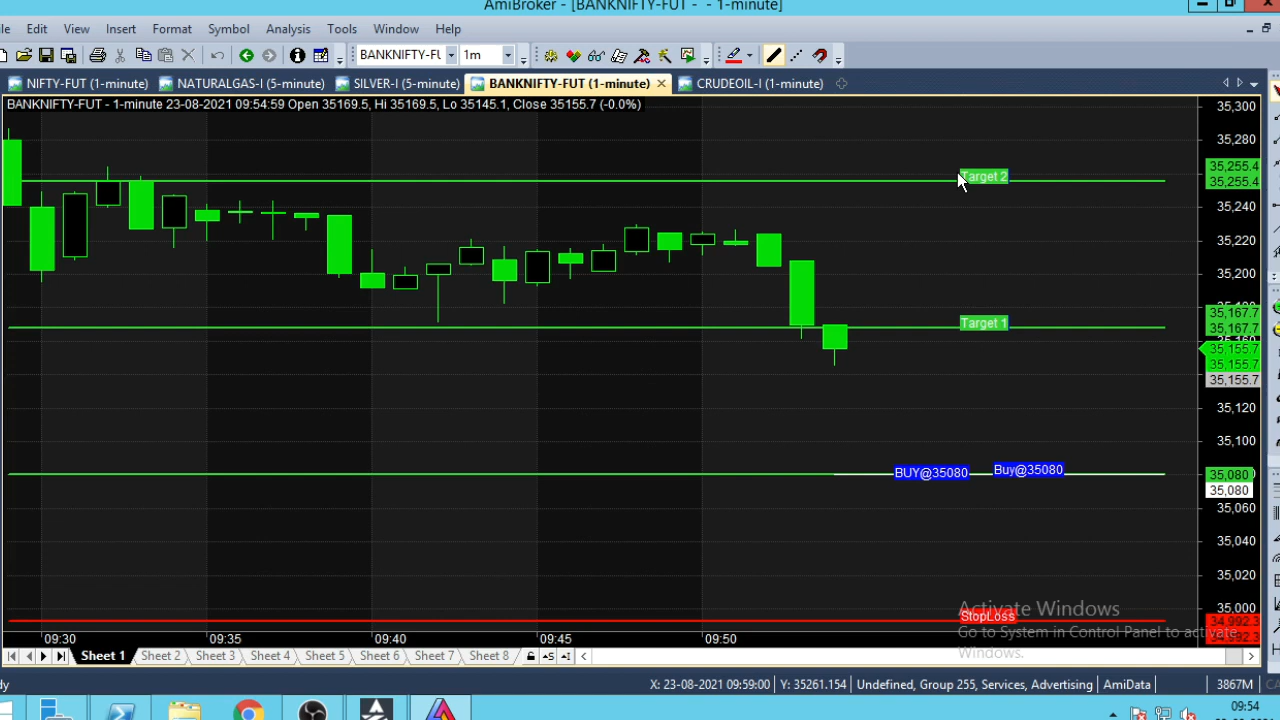 AmiBroker - [BANKNIFTY-FUT - - 1-minute]
Edit View Insert Format Symbol Analysis Tools Window Help
BANKNIFTY-FL 1m
NIFTY-FUT (1-minute) NATURALGAS-I (5-minute) SILVER-I (5-minute) BANKNIFTY-FUT (1-minute) CRUDEOIL-I (1-minute)
BANKNIFTY-FUT - 1-minute 23-08-2021 09:54:59 Open 35169.5, Hi 35169.5, Lo 35145.1, Close 35155.7 (-0.0%)
35,300
35,280
35,255.4
Target 2
35,255.4
35,240
35,220
35,200
35,167.7
Target 1
35,167.7
35,155.7
35,155.7
35,155.7
35,120
35,100
BUY@35080 Buy@35080 35,080
35,080
35,060
35,040
35,020
35,000
Activate Windows
StopLoss
34,992.3
Go to System in Control Panel to activate
Windows.
09:30 09:35 09:40 09:45 09:50
Sheet 1 Sheet 2 Sheet 3 Sheet 4 Sheet 5 Sheet 6 Sheet 7 Sheet 8
X: 23-08-2021 09:59:00 Y: 35261.154 Undefined, Group 255, Services, Advertising AmiData 3867M
09:54